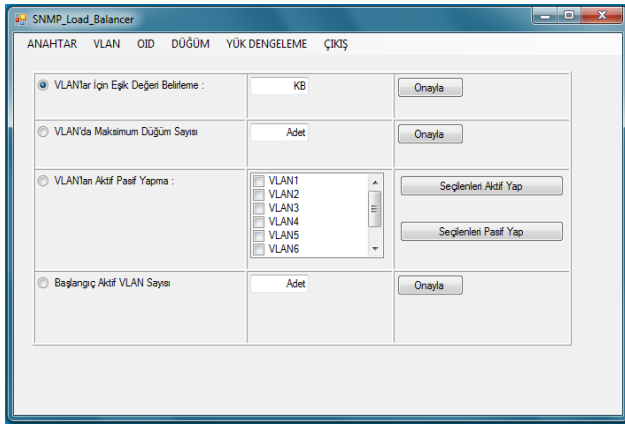 SNMP_Load_Balancer
ANAHTAR VLAN OID DÜĞÜM YÜK DENGELEME ÇIKIŞ
VLAN'lar İçin Eşik Değeri Belirleme : KB Onayla
VLAN'da Maksimum Düğüm Sayısı Adet Onayla
VLAN'ları Aktif Pasif Yapma :
VLAN1
VLAN2
VLAN3
VLAN4
VLAN5
VLAN6
Seçilenleri Aktif Yap
Seçilenleri Pasif Yap
Başlangıç Aktif VLAN Sayısı Adet Onayla